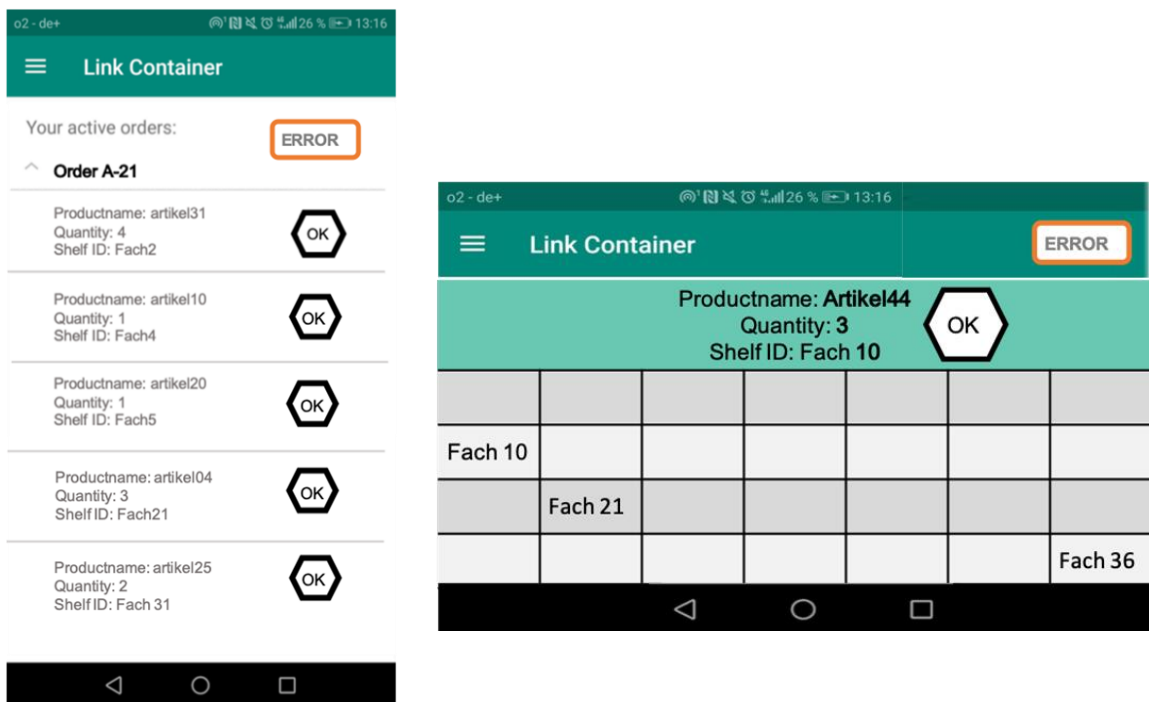 o2 - de+ 26 % 13:16
Link Container
Your active orders:
ERROR
Order A-21
Productname: artikel31
Quantity: 4
Shelf ID: Fach2
OK
Productname: artikel10
Quantity: 1
Shelf ID: Fach4
OK
Productname: artikel20
Quantity: 1
Shelf ID: Fach5
OK
Productname: artikel04
Quantity: 3
Shelf ID: Fach21
OK
Productname: artikel25
Quantity: 2
Shelf ID: Fach 31
OK
o2 - de+ 26 % 13:16
Link Container
ERROR
Productname: Artikel44
Quantity: 3
Shelf ID: Fach 10
OK
Fach 10
Fach 21
Fach 36